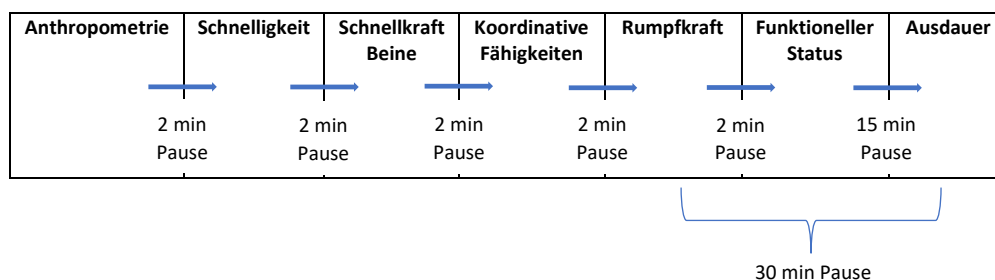 Anthropometrie Schnelligkeit Schnellkraft Koordinative Rumpfkraft Funktioneller Ausdauer
Beine Fähigkeiten Status
2 min 2 min 2 min 2 min 2 min 15 min
Pause Pause Pause Pause Pause Pause
30 min Pause